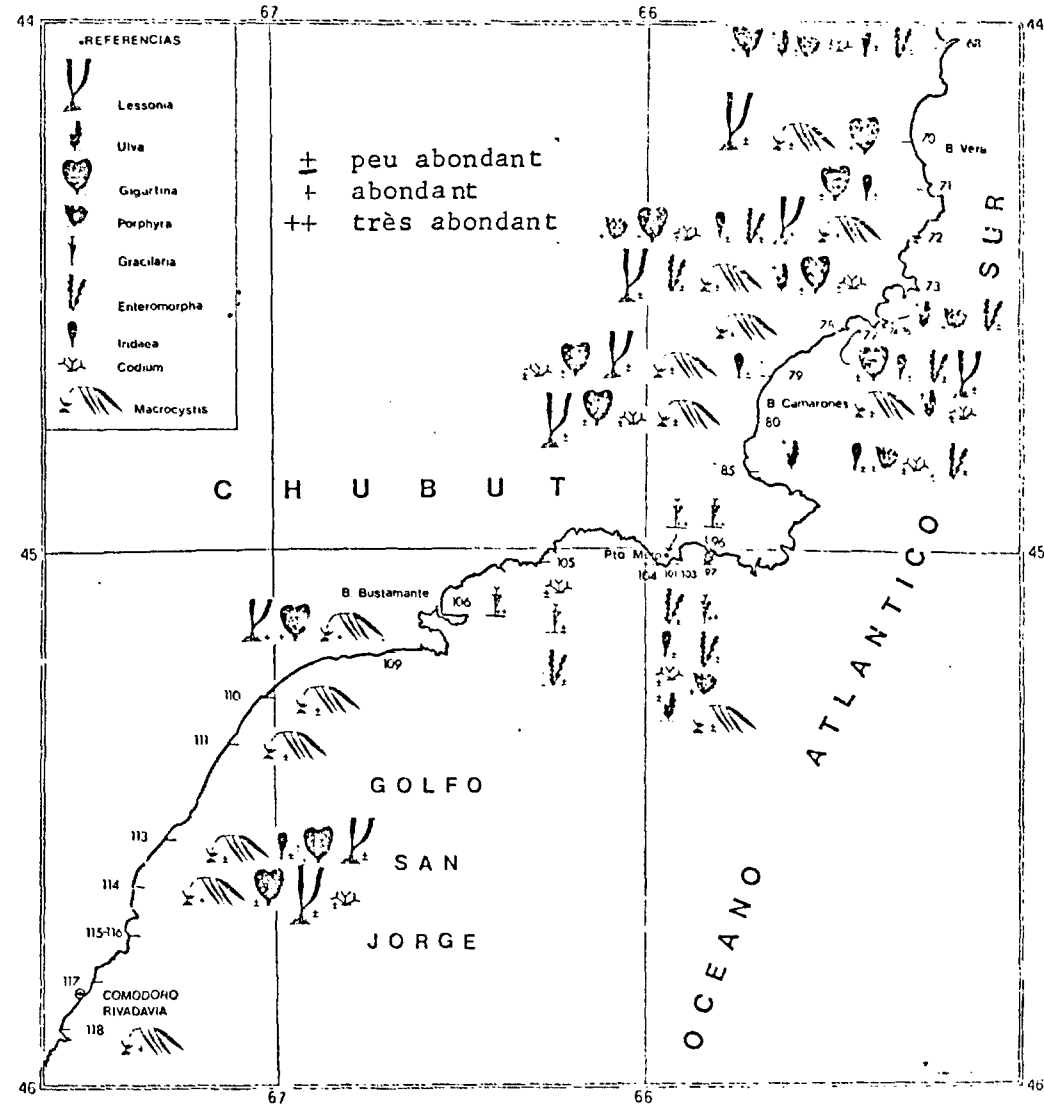 44
67
66
44
REFERENCIAS
Lessonia
Ulva
Gigartina
Porphyra
Gracilaria
Enteromorpha
Iridaea
Codium
Macrocystis
± peu abondant
+ abondant
++ très abondant
68
70 B. Vera
71
72
73
79
B. Camarones
80
85
SUR
CHUBUT
45
45
Pto.
96
97
101-103
104
105
B. Bustamante
106
109
110
111
113
114
115-116
117
COMODORO
RIVADAVIA
118
GOLFO
SAN
JORGE
OCEANO ATLANTICO
46
67
66
46